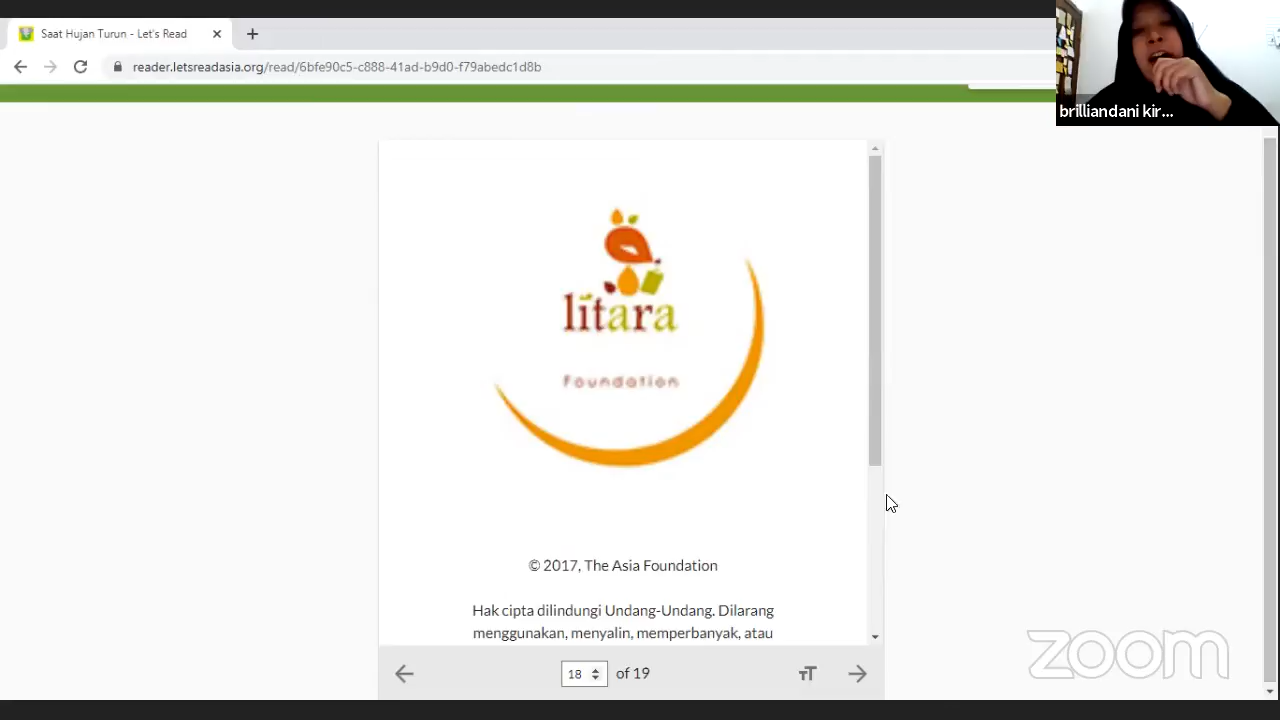 Saat Hujan Turun - Let's Read
reader.letsreadasia.org/read/6bfe90c5-c888-41ad-b9d0-f79abedc1d8b
brilliandani kir...
litara
Foundation
© 2017, The Asia Foundation
Hak cipta dilindungi Undang-Undang. Dilarang
menggunakan, menyalin, memperbanyak, atau
18 of 19
TT
zoom